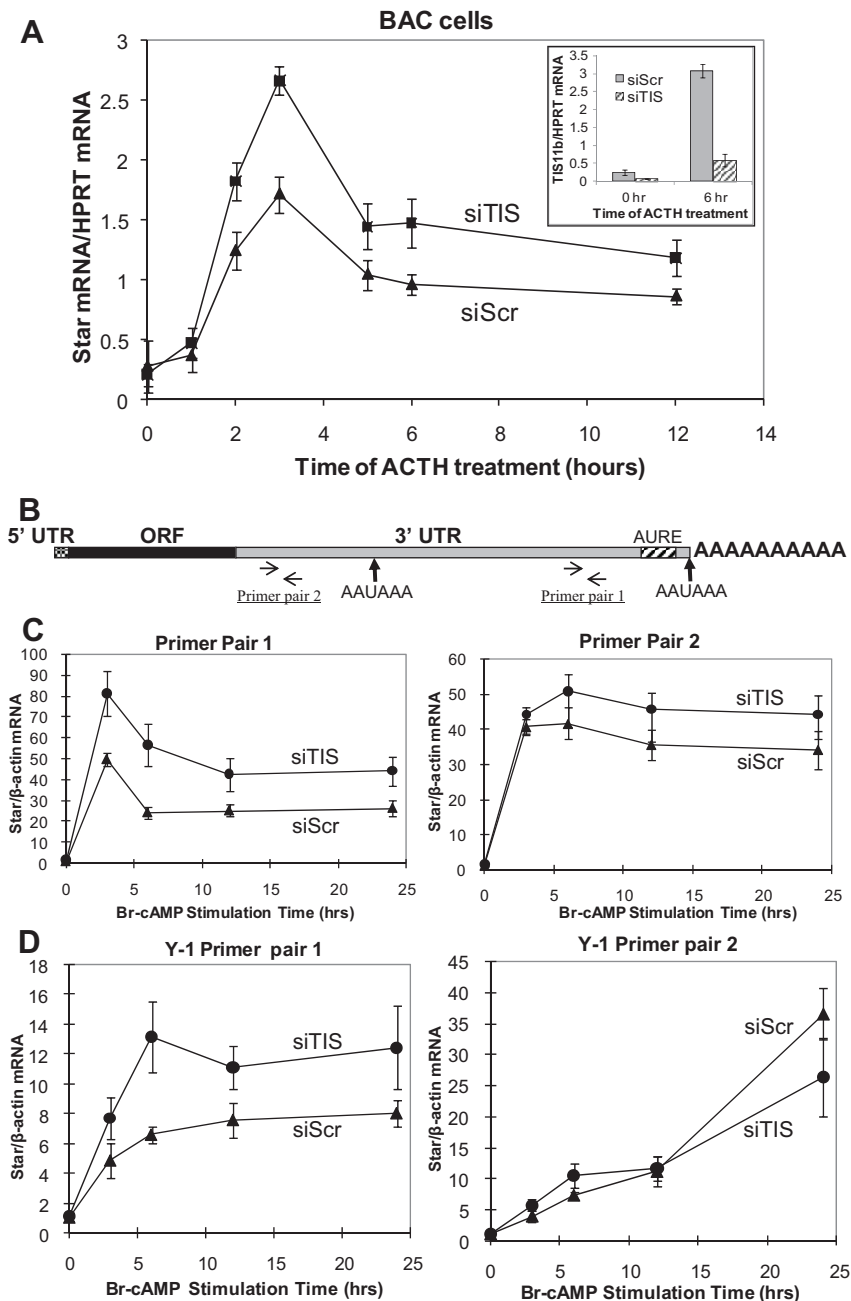 A
BAC cells
Star mRNA/HPRT mRNA
3
2.5
2
1.5
1
0.5
0
0 2 4 6 8 10 12 14
Time of ACTH treatment (hours)
siTIS
siScr
TIS11b/HPRT mRNA
3.5
3
2.5
2
1.5
1
0.5
0
siScr
siTIS
0 hr 6 hr
Time of ACTH treatment
B
5' UTR ORF 3' UTR AURE AAAAAAAAAA
Primer pair 2 AAUAAA Primer pair 1 AAUAAA
C
Primer Pair 1
Star/β-actin mRNA
100
90
80
70
60
50
40
30
20
10
0
siTIS
siScr
0 5 10 15 20 25
Br-cAMP Stimulation Time (hrs)
Primer Pair 2
Star/β-actin mRNA
60
50
40
30
20
10
0
siTIS
siScr
0 5 10 15 20 25
Br-cAMP Stimulation Time (hrs)
D
Y-1 Primer pair 1
Star/β-actin mRNA
18
16
14
12
10
8
6
4
2
0
siTIS
siScr
0 5 10 15 20 25
Br-cAMP Stimulation Time (hrs)
Y-1 Primer pair 2
Star/β-actin mRNA
45
40
35
30
25
20
15
10
5
0
siScr
siTIS
0 5 10 15 20 25
Br-cAMP Stimulation Time (hrs)